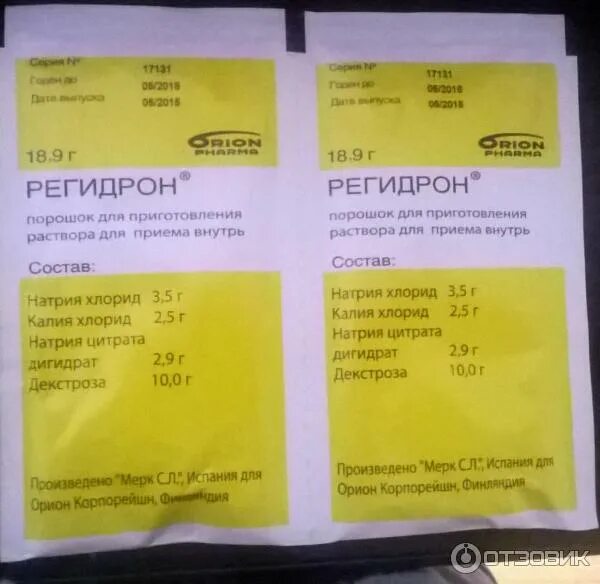 Серия №
17131
Годен до
06/2018
Дата выпуска
06/2015
18.9 г
ORION
PHARMA
РЕГИДРОН®
порошок для приготовления
раствора для приема внутрь
Состав:
Натрия хлорид 3,5 г
Калия хлорид 2,5 г
Натрия цитрата
дигидрат 2,9 г
Декстроза 10,0 г
Произведено "Мерк С.Л.", Испания для
Орион Корпорейшн, Финляндия
Серия №
17131
Годен до
06/2018
Дата выпуска
06/2015
18.9 г
ORION
PHARMA
РЕГИДРОН®
порошок для приготовления
раствора для приема внутрь
Состав:
Натрия хлорид 3,5 г
Калия хлорид 2,5 г
Натрия цитрата
дигидрат 2,9 г
Декстроза 10,0 г
Произведено "Мерк С.Л.", Испания для
Орион Корпорейшн, Финляндия
ОТЗОВИК